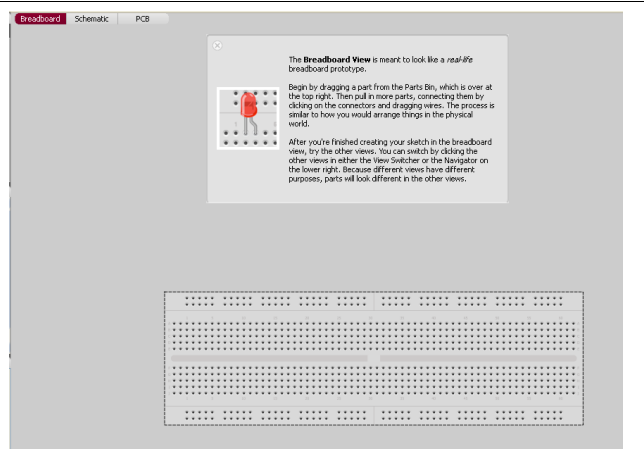 Breadboard Schematic PCB
The Breadboard View is meant to look like a real-life
breadboard prototype.
Begin by dragging a part from the Parts Bin, which is over at
the top right. Then pull in more parts, connecting them by
clicking on the connectors and dragging wires. The process is
similar to how you would arrange things in the physical
world.
After you're finished creating your sketch in the breadboard
view, try the other views. You can switch by clicking the
other views in either the View Switcher or the Navigator on
the lower right. Because different views have different
purposes, parts will look different in the other views.